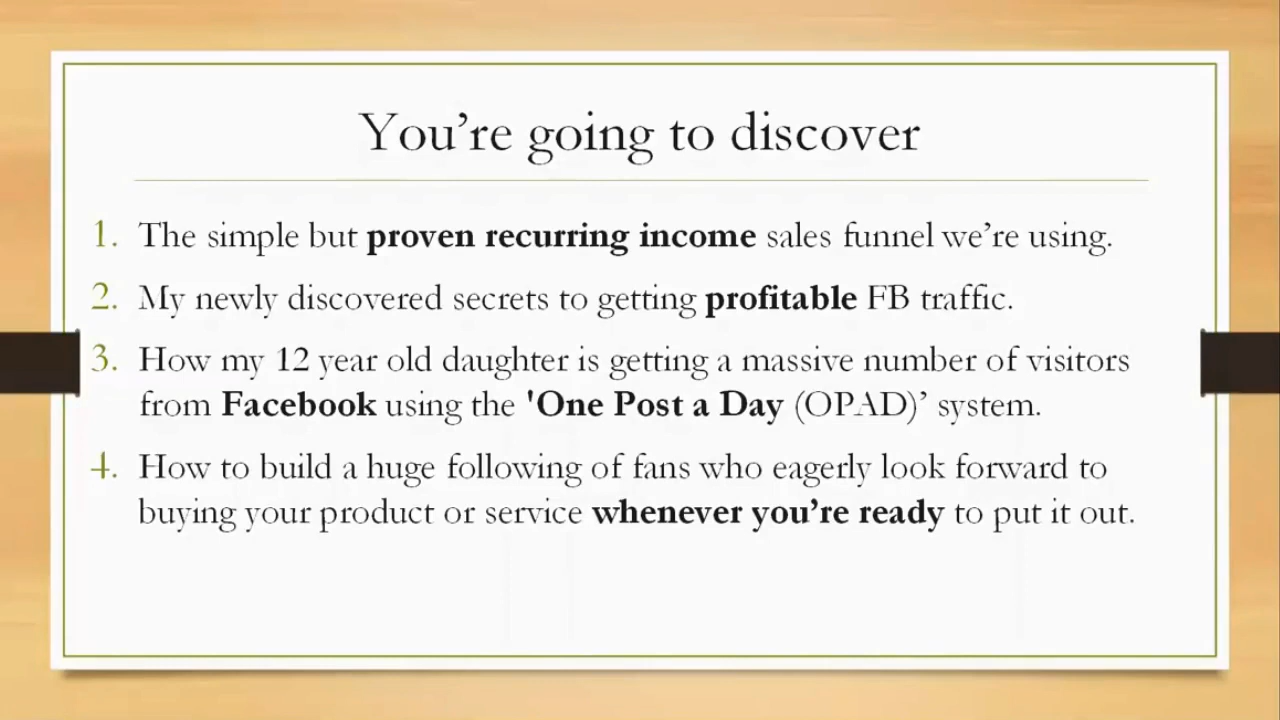 You're going to discover
1. The simple but proven recurring income sales funnel we're using.
2. My newly discovered secrets to getting profitable FB traffic.
3. How my 12 year old daughter is getting a massive number of visitors
from Facebook using the 'One Post a Day (OPAD)’ system.
4. How to build a huge following of fans who eagerly look forward to
buying your product or service whenever you’re ready to put it out.